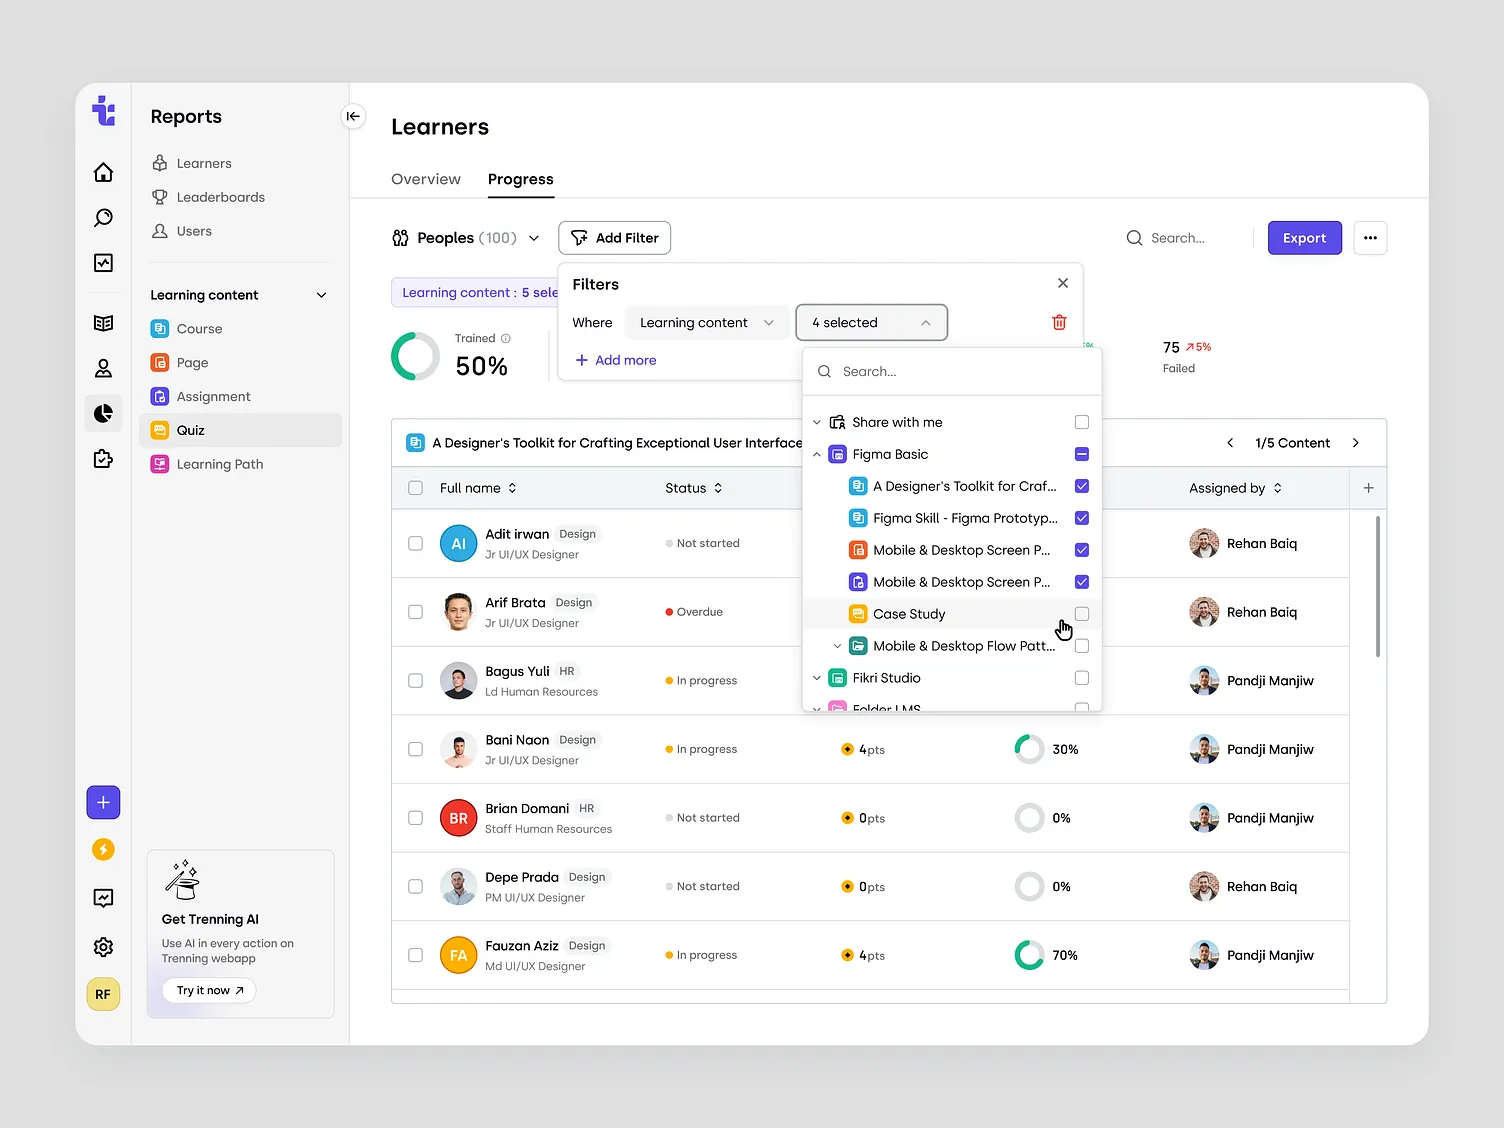 Reports
Learners
Leaderboards
Users
Learning content
Course
Page
Assignment
Quiz
Learning Path
Get Trenning AI
Use AI in every action on
Trenning webapp
Try it now
RF
Learners
Overview
Progress
Peoples (100)
Add Filter
Search...
Export
Learning content : 5 sele
Filters
Where
Learning content
4 selected
Add more
Trained
50%
75
5%
Failed
Search...
Share with me
Figma Basic
A Designer's Toolkit for Craf...
Figma Skill - Figma Prototyp...
Mobile & Desktop Screen P...
Mobile & Desktop Screen P...
Case Study
Mobile & Desktop Flow Patt...
Fikri Studio
Folder LMS
A Designer's Toolkit for Crafting Exceptional User Interface
1/5 Content
Full name
Status
Assigned by
AI
Adit irwan
Design
Jr UI/UX Designer
Not started
Rehan Baiq
Arif Brata
Design
Jr UI/UX Designer
Overdue
Rehan Baiq
Bagus Yuli
HR
Ld Human Resources
In progress
Pandji Manjiw
Bani Naon
Design
Jr UI/UX Designer
In progress
4pts
30%
Pandji Manjiw
BR
Brian Domani
HR
Staff Human Resources
Not started
0pts
0%
Pandji Manjiw
Depe Prada
Design
PM UI/UX Designer
Not started
0pts
0%
Rehan Baiq
FA
Fauzan Aziz
Design
Md UI/UX Designer
In progress
4pts
70%
Pandji Manjiw